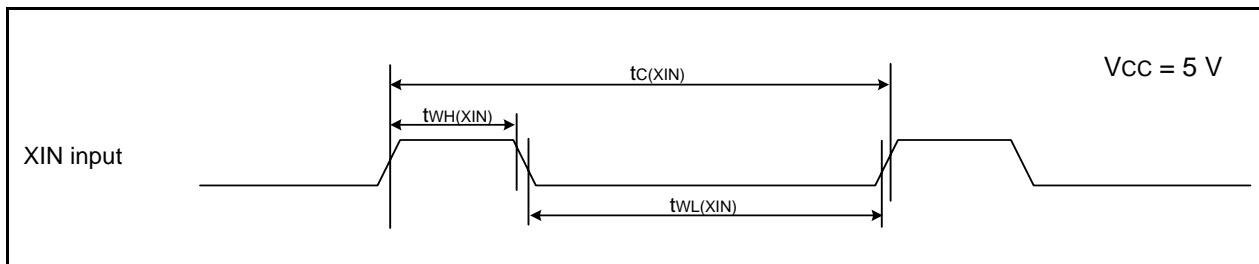 tC(XIN)
VCC = 5 V
tWH(XIN)
XIN input
tWL(XIN)